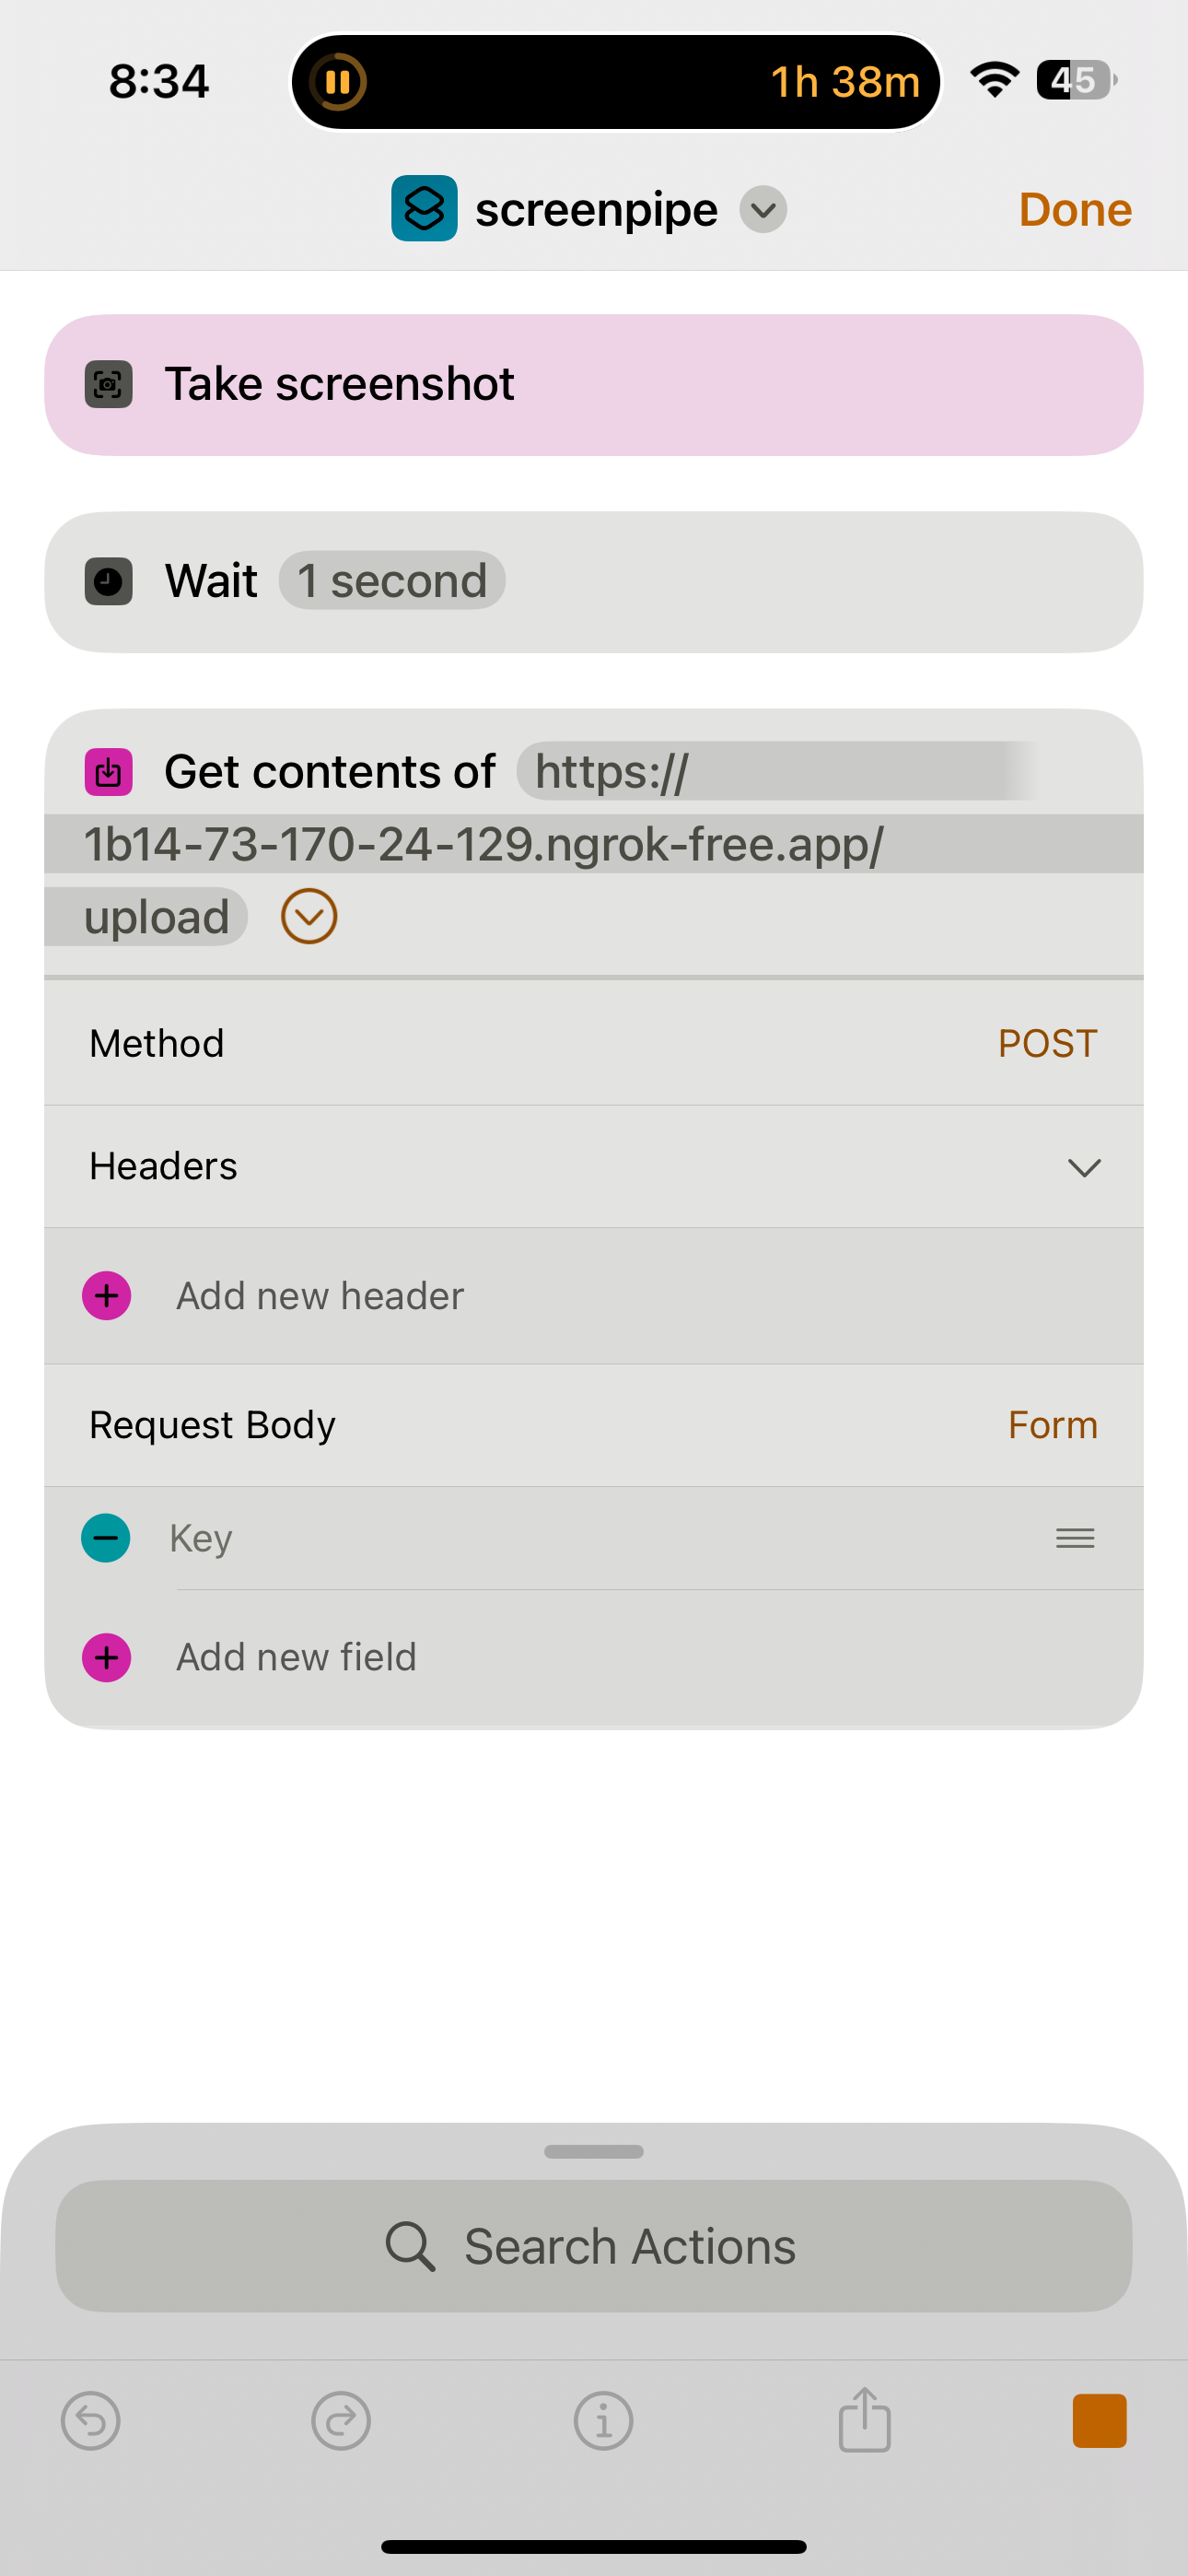 8:34
1h 38m
45
screenpipe
Done
Take screenshot
Wait 1 second
Get contents of https://
1b14-73-170-24-129.ngrok-free.app/
upload
Method POST
Headers
Add new header
Request Body Form
Key
Add new field
Search Actions